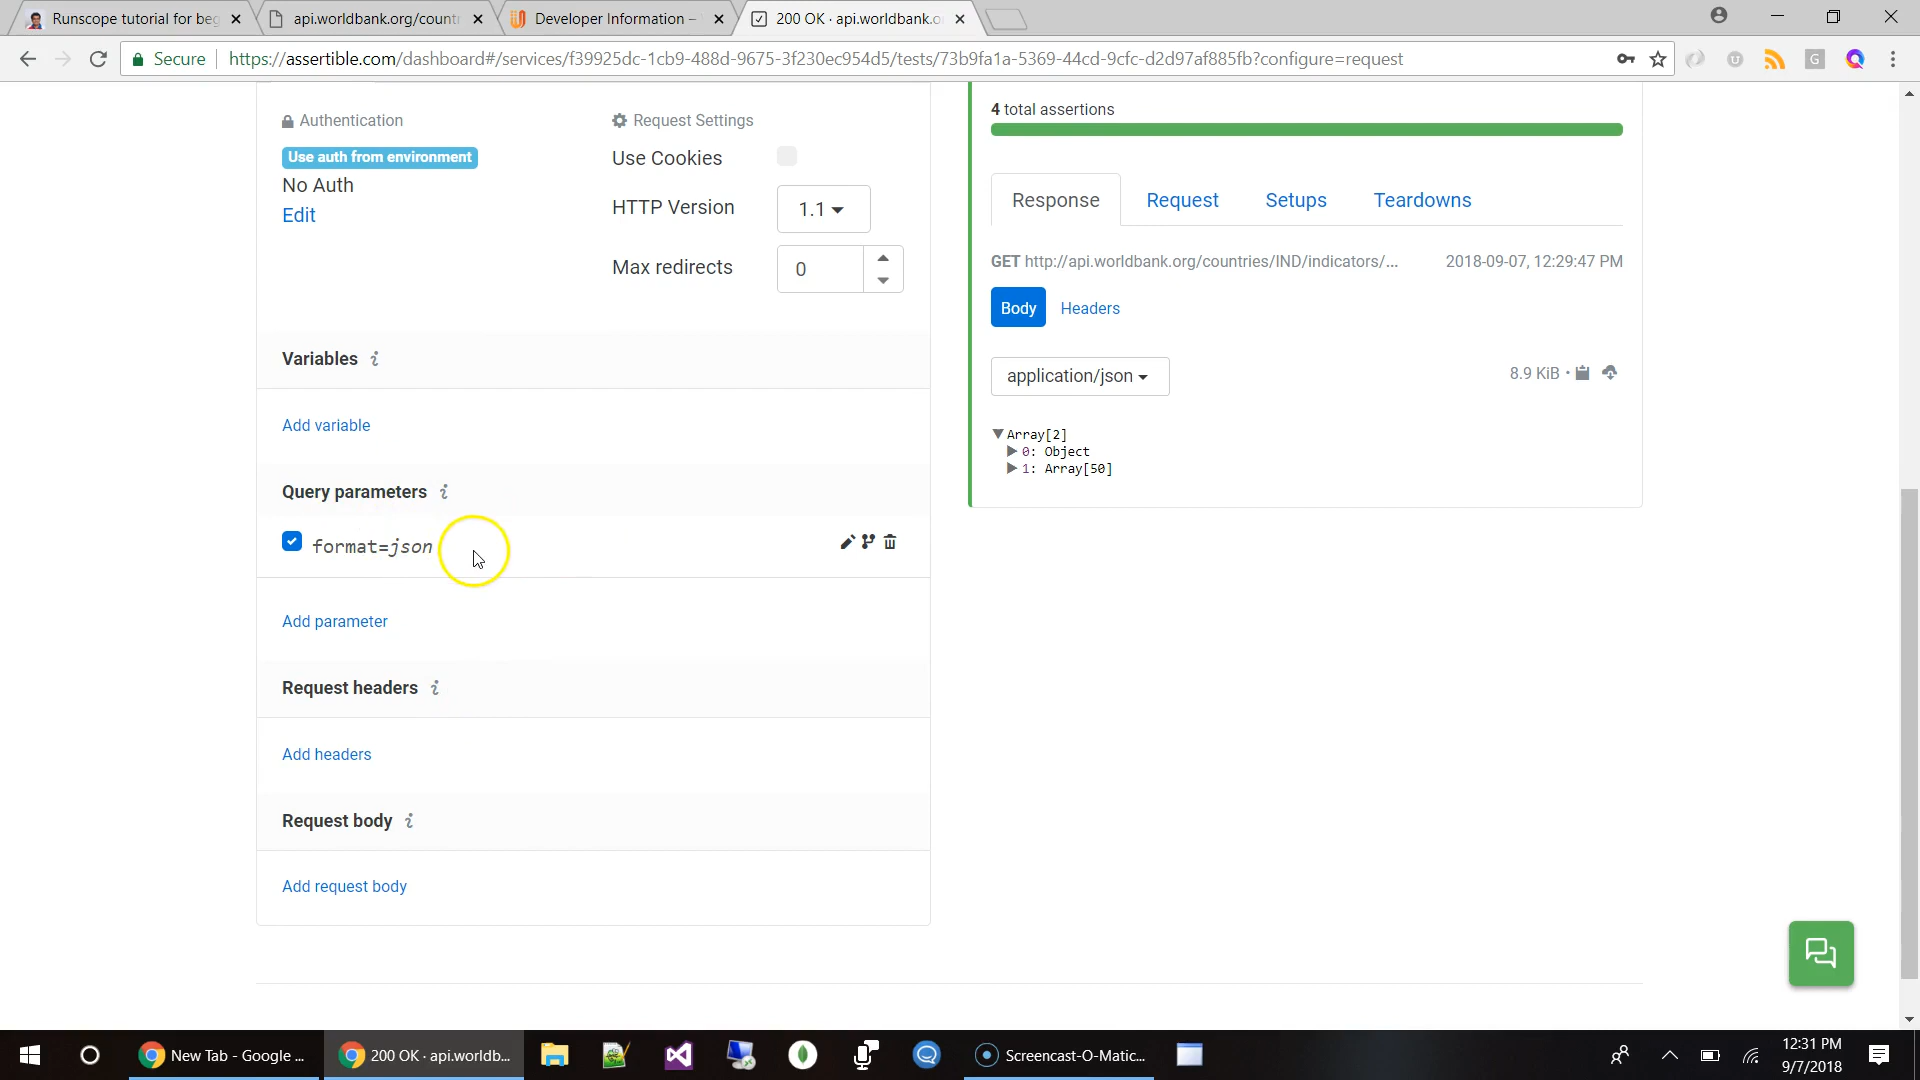 Runscope tutorial for beg
api.worldbank.org/countr
Developer Information –
200 OK · api.worldbank.o
Secure
https://assertible.com/dashboard#/services/f39925dc-1cb9-488d-9675-3f230ec954d5/tests/73b9fa1a-5369-44cd-9cfc-d2d97af885fb?configure=request
Authentication
Use auth from environment
No Auth
Edit
Request Settings
Use Cookies
HTTP Version
1.1
Max redirects
0
Variables i
Add variable
Query parameters i
format=json
Add parameter
Request headers i
Add headers
Request body i
Add request body
4 total assertions
Response
Request
Setups
Teardowns
GET http://api.worldbank.org/countries/IND/indicators/...
2018-09-07, 12:29:47 PM
Body
Headers
application/json
8.9 KiB •
Array[2]
0: Object
1: Array[50]
New Tab - Google ...
200 OK · api.worldb...
Screencast-O-Matic...
12:31 PM
9/7/2018